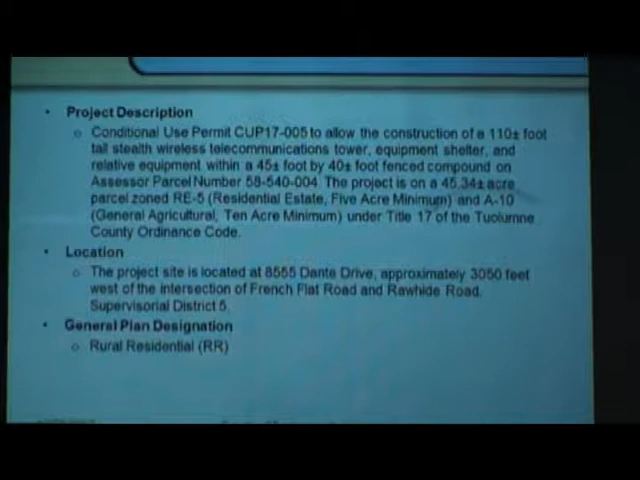 • Project Description
o Conditional Use Permit CUP17-005 to allow the construction of a 110± foot
tall stealth wireless telecommunications tower, equipment shelter, and
relative equipment within a 45± foot by 40± foot fenced compound on
Assessor Parcel Number 58-540-004. The project is on a 45.34± acre
parcel zoned RE-5 (Residential Estate, Five Acre Minimum) and A-10
(General Agricultural, Ten Acre Minimum) under Title 17 of the Tuolumne
County Ordinance Code.
• Location
o The project site is located at 8555 Dante Drive, approximately 3050 feet
west of the intersection of French Flat Road and Rawhide Road.
Supervisorial District 5.
• General Plan Designation
o Rural Residential (RR)